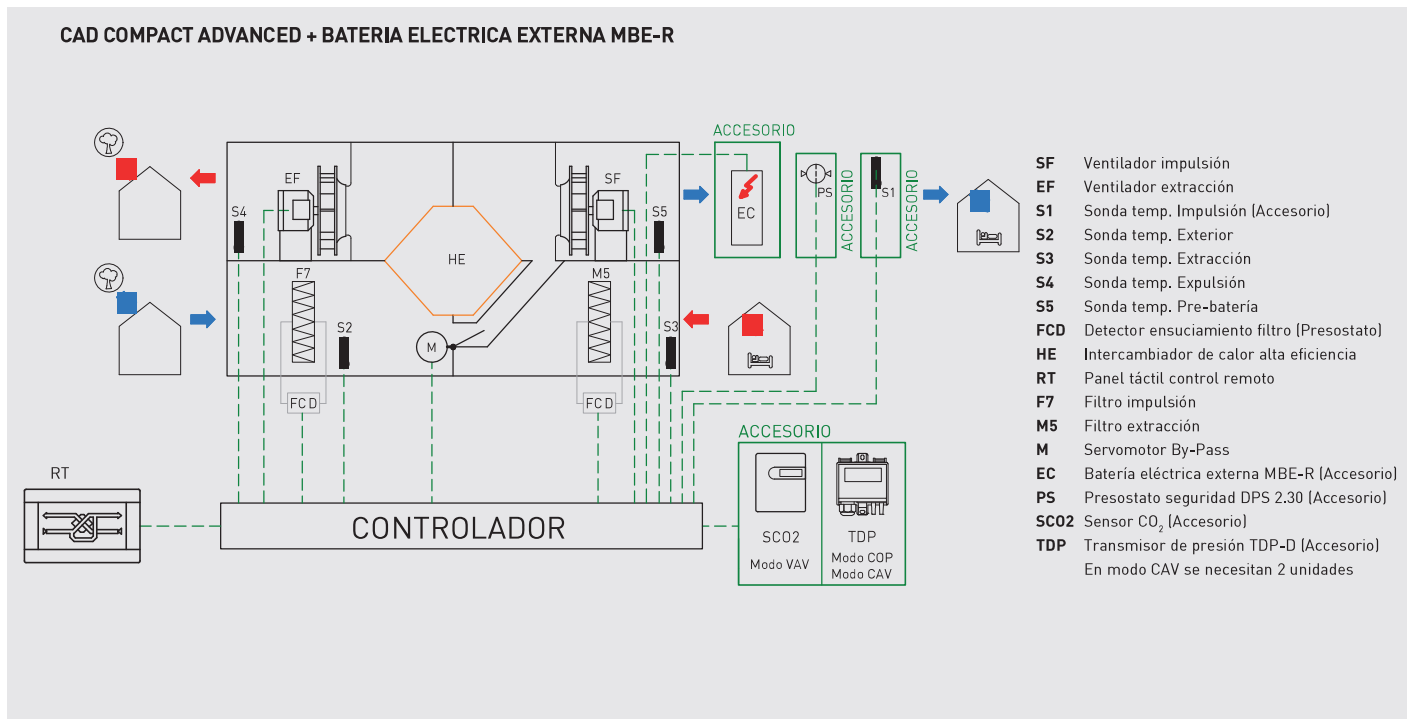 CAD COMPACT ADVANCED + BATERIA ELECTRICA EXTERNA MBE-R
ACCESORIO
EF
SF
S4
S5
HE
EC
PS
ACCESORIO
S1
ACCESORIO
F7
M5
S2
S3
M
FCD
FCD
RT
CONTROLADOR
ACCESORIO
SCO2
Modo VAV
TDP
Modo COP
Modo CAV
SF Ventilador impulsión
EF Ventilador extracción
S1 Sonda temp. Impulsión (Accesorio)
S2 Sonda temp. Exterior
S3 Sonda temp. Extracción
S4 Sonda temp. Expulsión
S5 Sonda temp. Pre-batería
FCD Detector ensuciamiento filtro (Presostato)
HE Intercambiador de calor alta eficiencia
RT Panel táctil control remoto
F7 Filtro impulsión
M5 Filtro extracción
M Servomotor By-Pass
EC Batería eléctrica externa MBE-R (Accesorio)
PS Presostato seguridad DPS 2.30 (Accesorio)
SCO2 Sensor CO₂ (Accesorio)
TDP Transmisor de presión TDP-D (Accesorio)
En modo CAV se necesitan 2 unidades